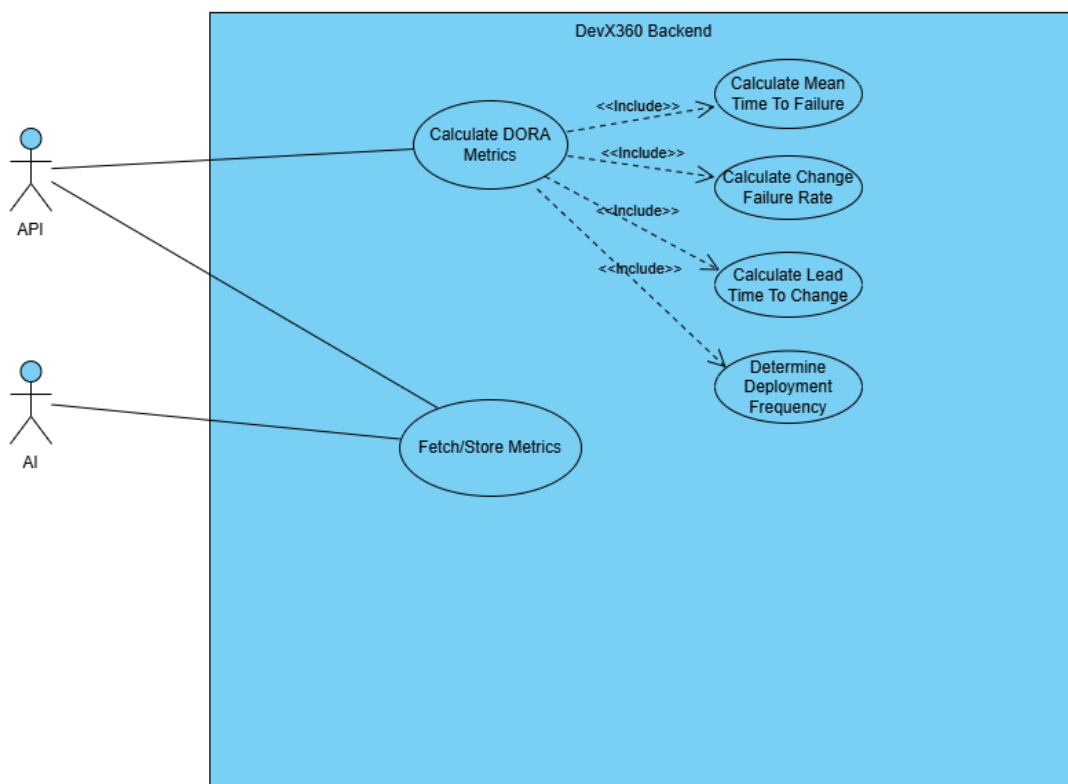 DevX360 Backend
Calculate Mean
Time To Failure
<<Include>>
Calculate DORA
Metrics
<<Include>>
Calculate Change
Failure Rate
<<Include>>
API
<<Include>>
Calculate Lead
Time To Change
Determine
Deployment
Frequency
Fetch/Store Metrics
AI